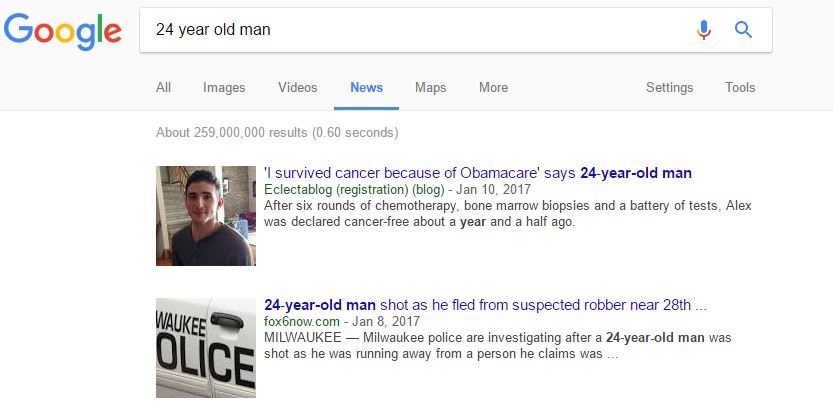 Google
24 year old man
All Images Videos News Maps More Settings Tools
About 259,000,000 results (0.60 seconds)
'I survived cancer because of Obamacare' says 24-year-old man
Eclectablog (registration) (blog) - Jan 10, 2017
After six rounds of chemotherapy, bone marrow biopsies and a battery of tests, Alex
was declared cancer-free about a year and a half ago.
24-year-old man shot as he fled from suspected robber near 28th ...
fox6now.com - Jan 8, 2017
MILWAUKEE — Milwaukee police are investigating after a 24-year-old man was
shot as he was running away from a person he claims was ...
WAUKEE
OLICE